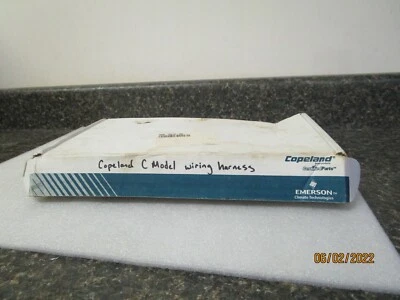 Copeland C Model wiring harness
Copeland
EMERSON
Climate Technologies
06/02/2022